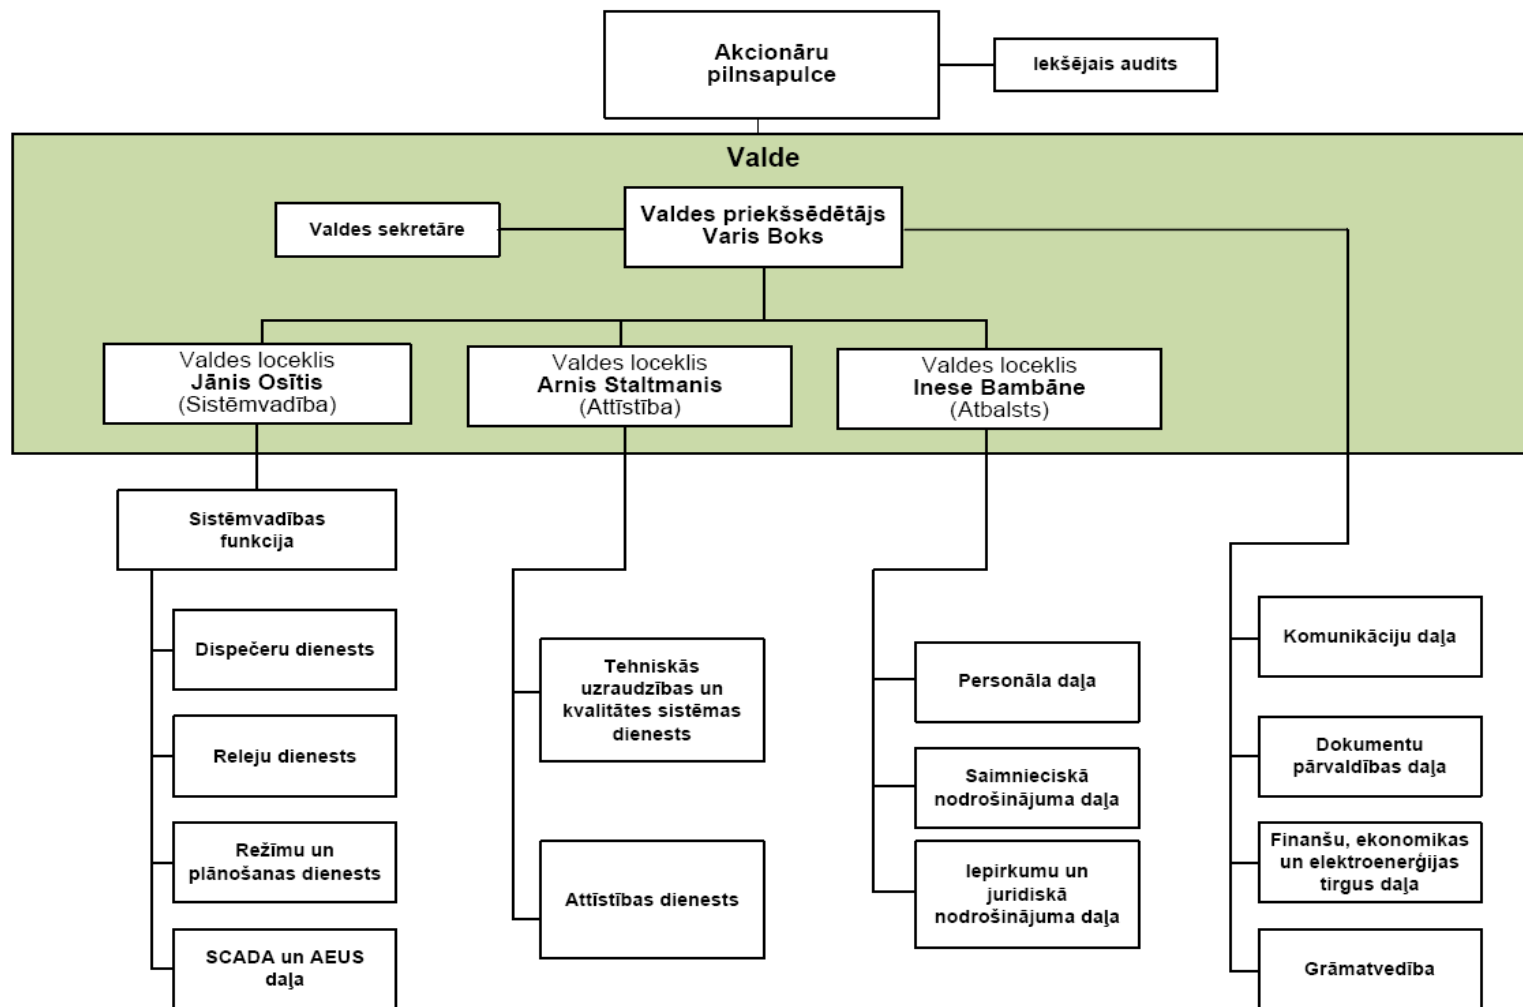 Akcionāru
pilnsapulce
Iekšējais audits
Valde
Valdes priekšsēdētājs
Varis Boks
Valdes sekretāre
Valdes loceklis
Jānis Osītis
(Sistēmvadība)
Valdes loceklis
Arnis Staltmanis
(Attīstība)
Valdes loceklis
Inese Bambāne
(Atbalsts)
Sistēmvadības
funkcija
Dispečeru dienests
Releju dienests
Režīmu un
plānošanas dienests
SCADA un AEUS
daļa
Tehniskās
uzraudzības un
kvalitātes sistēmas
dienests
Attīstības dienests
Personāla daļa
Saimnieciskā
nodrošinājuma daļa
Iepirkumu un
juridiskā
nodrošinājuma daļa
Komunikāciju daļa
Dokumentu
pārvaldības daļa
Finanšu, ekonomikas
un elektroenerģijas
tirgus daļa
Grāmatvedība